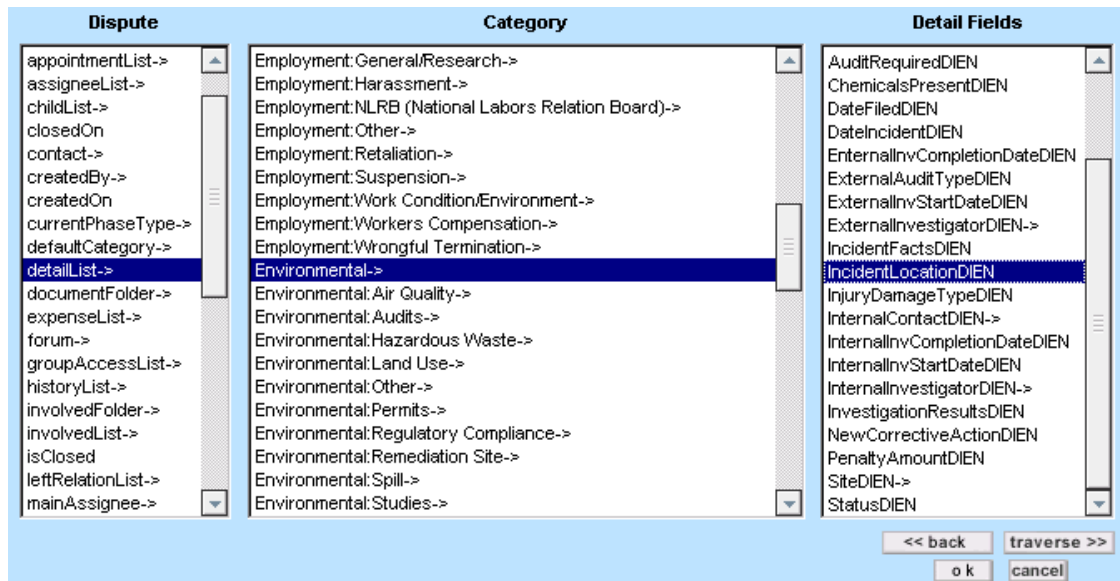 Dispute
Category
Detail Fields
appointmentList->
assigneeList->
childList->
closedOn
contact->
createdBy->
createdOn
currentPhaseType->
defaultCategory->
detailList->
documentFolder->
expenseList->
forum->
groupAccessList->
historyList->
involvedFolder->
involvedList->
isClosed
leftRelationList->
mainAssignee->
Employment:General/Research->
Employment:Harassment->
Employment:NLRB (National Labors Relation Board)->
Employment:Other->
Employment:Retaliation->
Employment:Suspension->
Employment:Work Condition/Environment->
Employment:Workers Compensation->
Employment:Wrongful Termination->
Environmental->
Environmental:Air Quality->
Environmental:Audits->
Environmental:Hazardous Waste->
Environmental:Land Use->
Environmental:Other->
Environmental:Permits->
Environmental:Regulatory Compliance->
Environmental:Remediation Site->
Environmental:Spill->
Environmental:Studies->
AuditRequiredDIEN
ChemicalsPresentDIEN
DateFiledDIEN
DateIncidentDIEN
EnternalInvCompletionDateDIEN
ExternalAuditTypeDIEN
ExternalInvStartDateDIEN
ExternalInvestigatorDIEN->
IncidentFactsDIEN
IncidentLocationDIEN
InjuryDamageTypeDIEN
InternalContactDIEN->
InternalInvCompletionDateDIEN
InternalInvStartDateDIEN
InternalInvestigatorDIEN->
InvestigationResultsDIEN
NewCorrectiveActionDIEN
PenaltyAmountDIEN
SiteDIEN->
StatusDIEN
<< back
traverse >>
o k
cancel